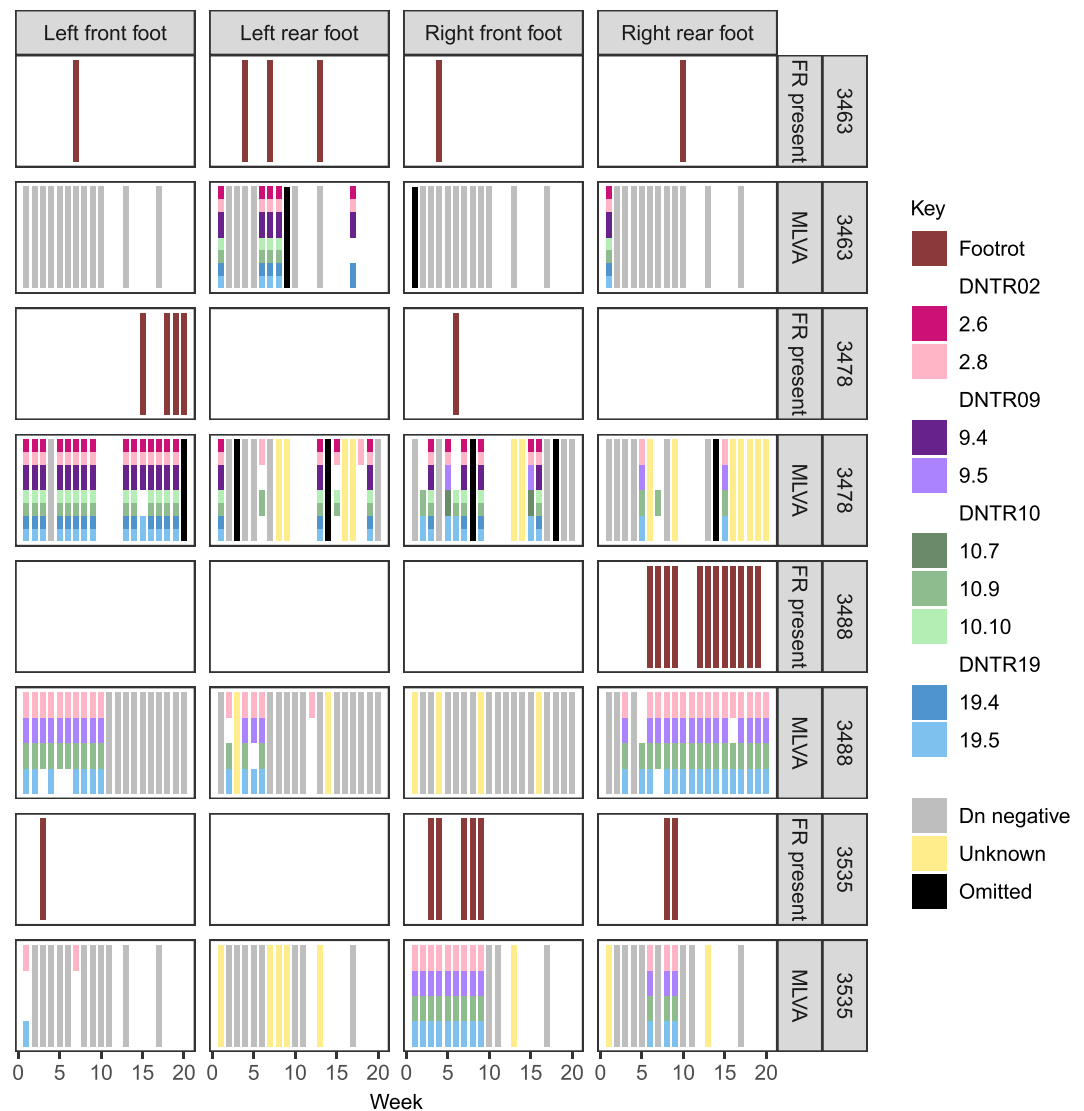 Left front foot
Left rear foot
Right front foot
Right rear foot
FR present
3463
MLVA
3463
FR present
3478
MLVA
3478
FR present
3488
MLVA
3488
FR present
3535
MLVA
3535
0 5 10 15 20
0 5 10 15 20
0 5 10 15 20
0 5 10 15 20
Week
Key
Footrot
DNTR02
2.6
2.8
DNTR09
9.4
9.5
DNTR10
10.7
10.9
10.10
DNTR19
19.4
19.5
Dn negative
Unknown
Omitted